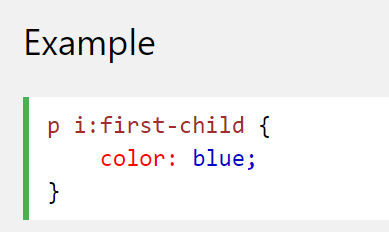 Example
p i:first-child {
    color: blue;
}